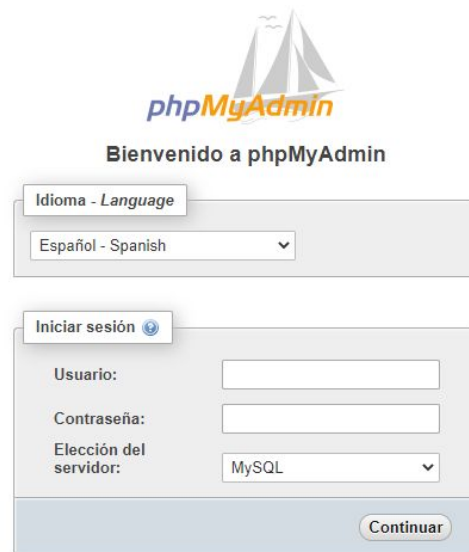 phpMyAdmin
Bienvenido a phpMyAdmin
Idioma - Language
Español - Spanish
Iniciar sesión
Usuario:
Contraseña:
Elección del
servidor:
MySQL
Continuar